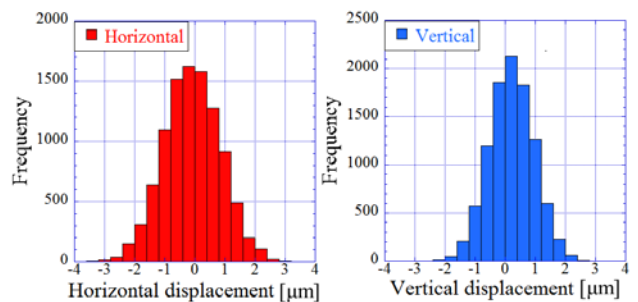 2000
Horizontal
1500
1000
500
0
Frequency
-4 -3 -2 -1 0 1 2 3 4
Horizontal displacement [μm]
2500
Vertical
2000
1500
1000
500
0
Frequency
-4 -3 -2 -1 0 1 2 3 4
Vertical displacement [μm]